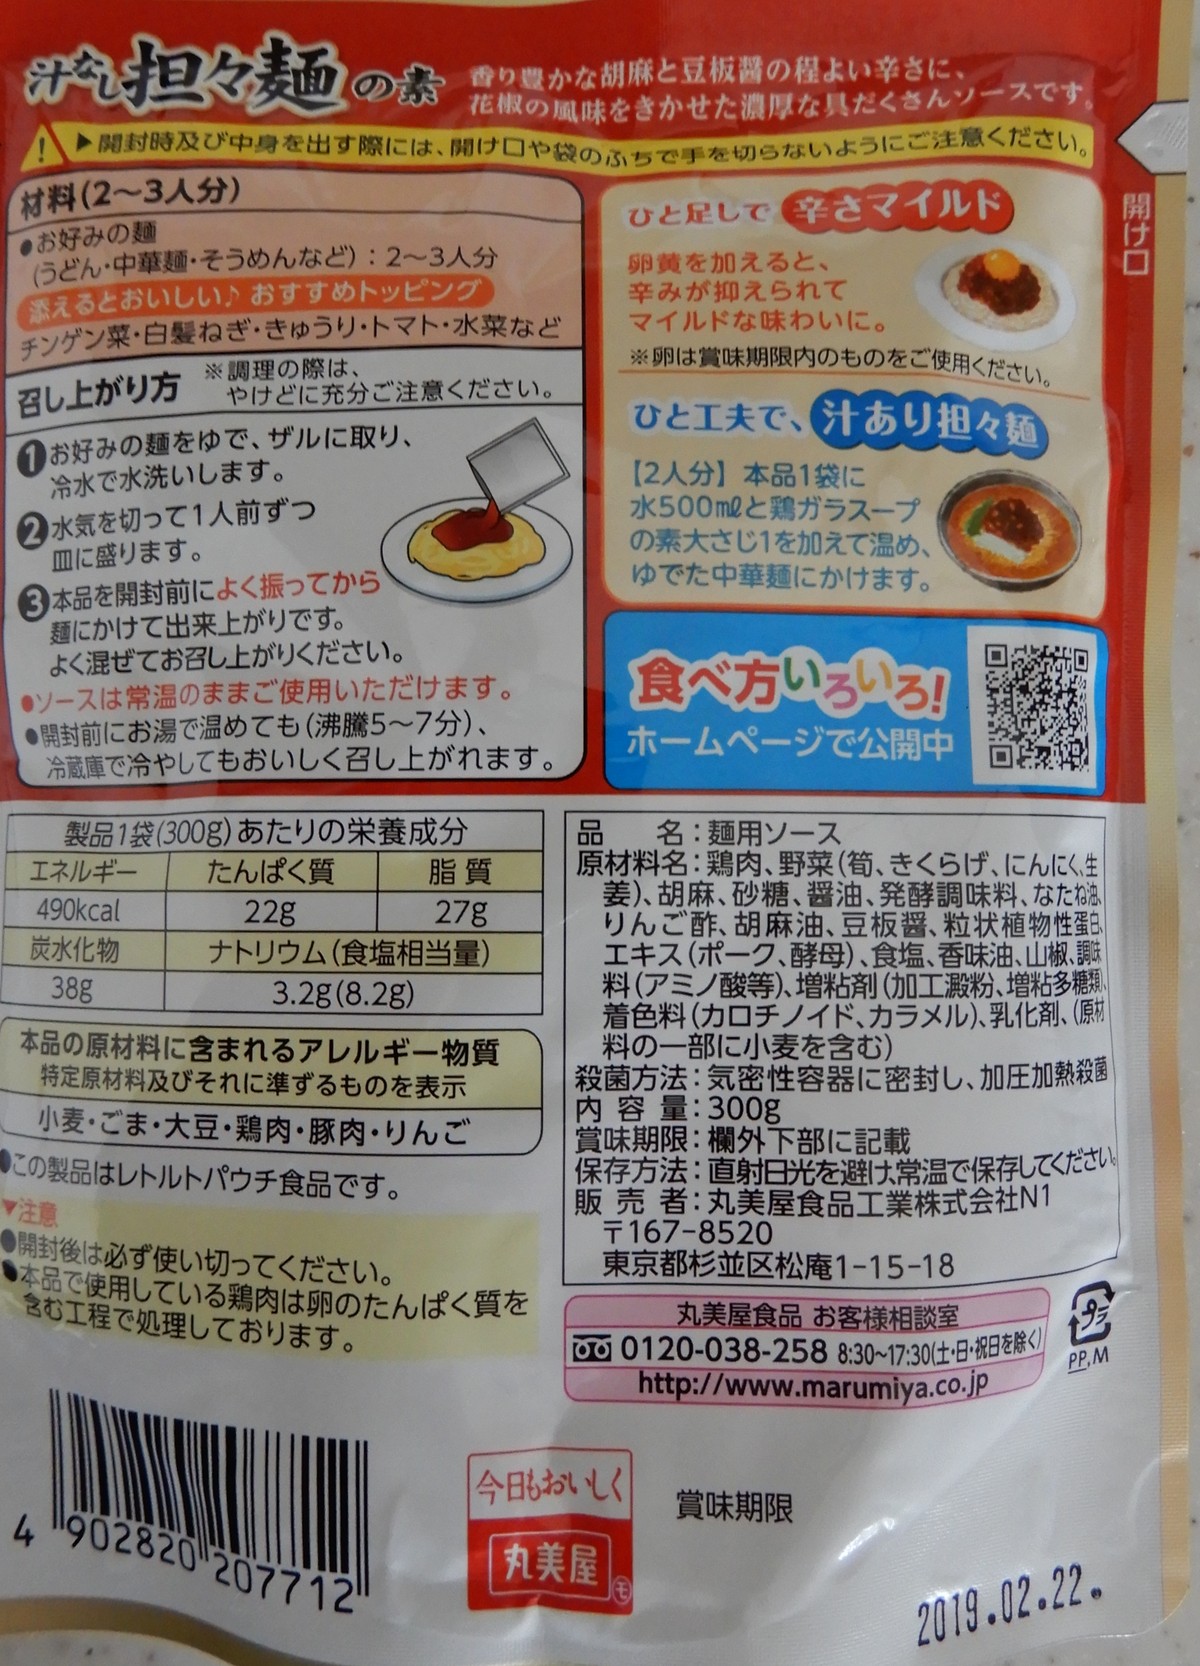 汁なし担々麺の素
香り豊かな胡麻と豆板醤の程よい辛さに、
花椒の風味をきかせた濃厚な具だくさんソースです。
! ▶開封時及び中身を出す際には、開け口や袋のふちで手を切らないようにご注意ください。
開け口
材料(2〜3人分)
●お好みの麺
(うどん・中華麺・そうめんなど):2〜3人分
添えるとおいしい♪おすすめトッピング
チンゲン菜・白髪ねぎ・きゅうり・トマト・水菜など
召し上がり方
※調理の際は、
やけどに充分ご注意ください。
❶お好みの麺をゆで、ザルに取り、
冷水で水洗いします。
❷水気を切って1人前ずつ
皿に盛ります。
❸本品を開封前によく振ってから
麺にかけて出来上がりです。
よく混ぜてお召し上がりください。
●ソースは常温のままご使用いただけます。
●開封前にお湯で温めても(沸騰5〜7分)、
冷蔵庫で冷やしてもおいしく召し上がれます。
ひと足しで 辛さマイルド
卵黄を加えると、
辛みが抑えられて
マイルドな味わいに。
※卵は賞味期限内のものをご使用ください。
ひと工夫で、汁あり担々麺
【2人分】本品1袋に
水500mlと鶏ガラスープ
の素大さじ1を加えて温め、
ゆでた中華麺にかけます。
食べ方いろいろ!
ホームページで公開中
製品1袋(300g)あたりの栄養成分
エネルギー たんぱく質 脂質
490kcal 22g 27g
炭水化物 ナトリウム(食塩相当量)
38g 3.2g(8.2g)
本品の原材料に含まれるアレルギー物質
特定原材料及びそれに準ずるものを表示
小麦・ごま・大豆・鶏肉・豚肉・りんご
●この製品はレトルトパウチ食品です。
▼注意
●開封後は必ず使い切ってください。
●本品で使用している鶏肉は卵のたんぱく質を
含む工程で処理しております。
品名:麺用ソース
原材料名:鶏肉、野菜(筍、きくらげ、にんにく、生
姜)、胡麻、砂糖、醤油、発酵調味料、なたね油、
りんご酢、胡麻油、豆板醤、粒状植物性蛋白、
エキス(ポーク、酵母)、食塩、香味油、山椒、調味
料(アミノ酸等)、増粘剤(加工澱粉、増粘多糖類)、
着色料(カロチノイド、カラメル)、乳化剤、(原材
料の一部に小麦を含む)
殺菌方法:気密性容器に密封し、加圧加熱殺菌
内容量:300g
賞味期限:欄外下部に記載
保存方法:直射日光を避け、常温で保存してください。
販売者:丸美屋食品工業株式会社N1
〒167-8520
東京都杉並区松庵1-15-18
丸美屋食品 お客様相談室
0120-038-258 8:30〜17:30(土・日・祝日を除く)
http://www.marumiya.co.jp
プラ
PP,M
4 902820 207712
今日もおいしく
丸美屋
モ
賞味期限
2019.02.22.